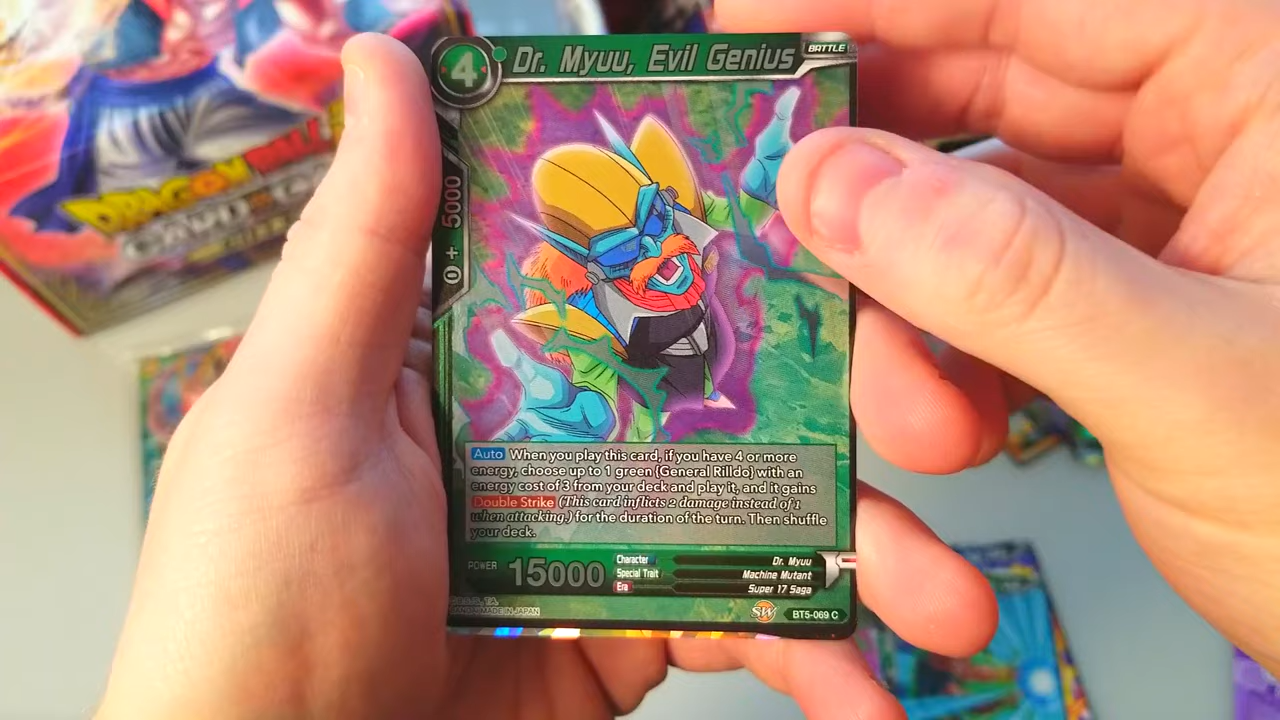 DRAGON BALL
CARD
4
Dr. Myuu, Evil Genius
BATTLE
0 + 5000
Auto When you play this card, if you have 4 or more
energy, choose up to 1 green {General Rilldo} with an
energy cost of 3 from your deck and play it, and it gains
Double Strike (This card inflicts 2 damage instead of 1
when attacking.) for the duration of the turn. Then shuffle
your deck.
POWER 15000
Character Dr. Myuu
Special Trait Machine Mutant
Era Super 17 Saga
MADE IN JAPAN
SW BT5-069 C